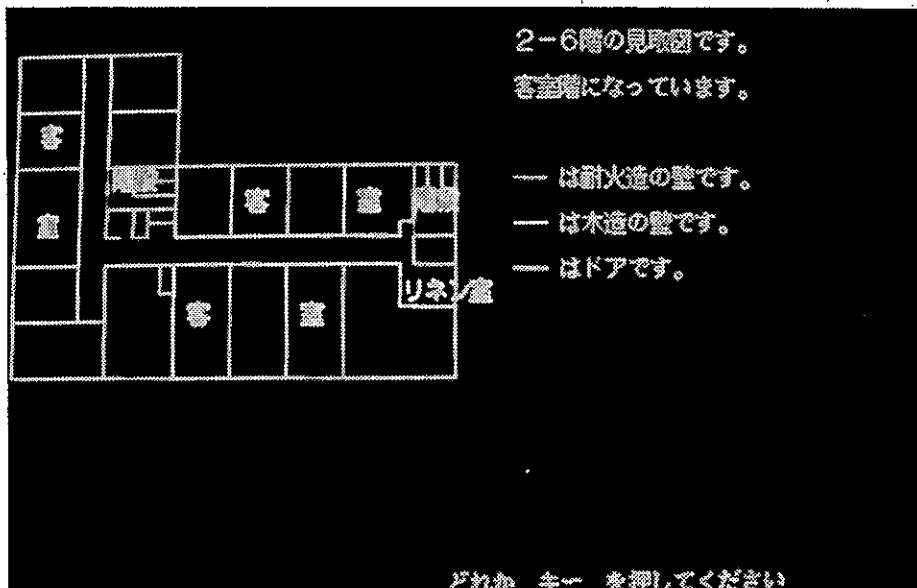 2-6階の見取図です。
客室階になっています。
― は耐火造の壁です。
― は木造の壁です。
― はドアです。
客
室
客
室
リネン室
客
室
どれか キー を押してください